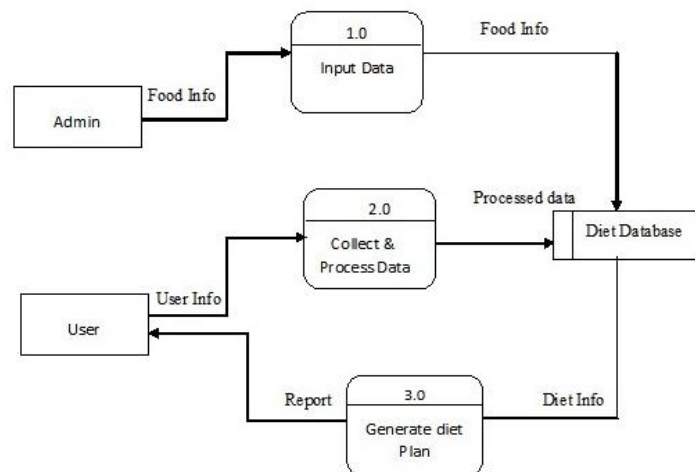 1.0
Food Info
Input Data
Food Info
Admin
2.0
Processed data
Collect &
Process Data
Diet Database
User Info
User
3.0
Report
Diet Info
Generate diet
Plan